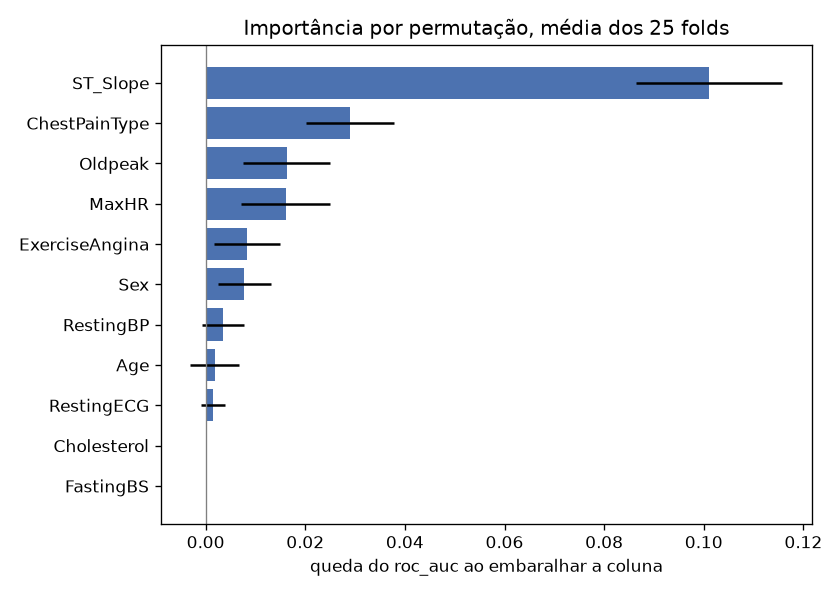 Importância por permutação, média dos 25 folds
ST_Slope
ChestPainType
Oldpeak
MaxHR
ExerciseAngina
Sex
RestingBP
Age
RestingECG
Cholesterol
FastingBS
0.00 0.02 0.04 0.06 0.08 0.10 0.12
queda do roc_auc ao embaralhar a coluna